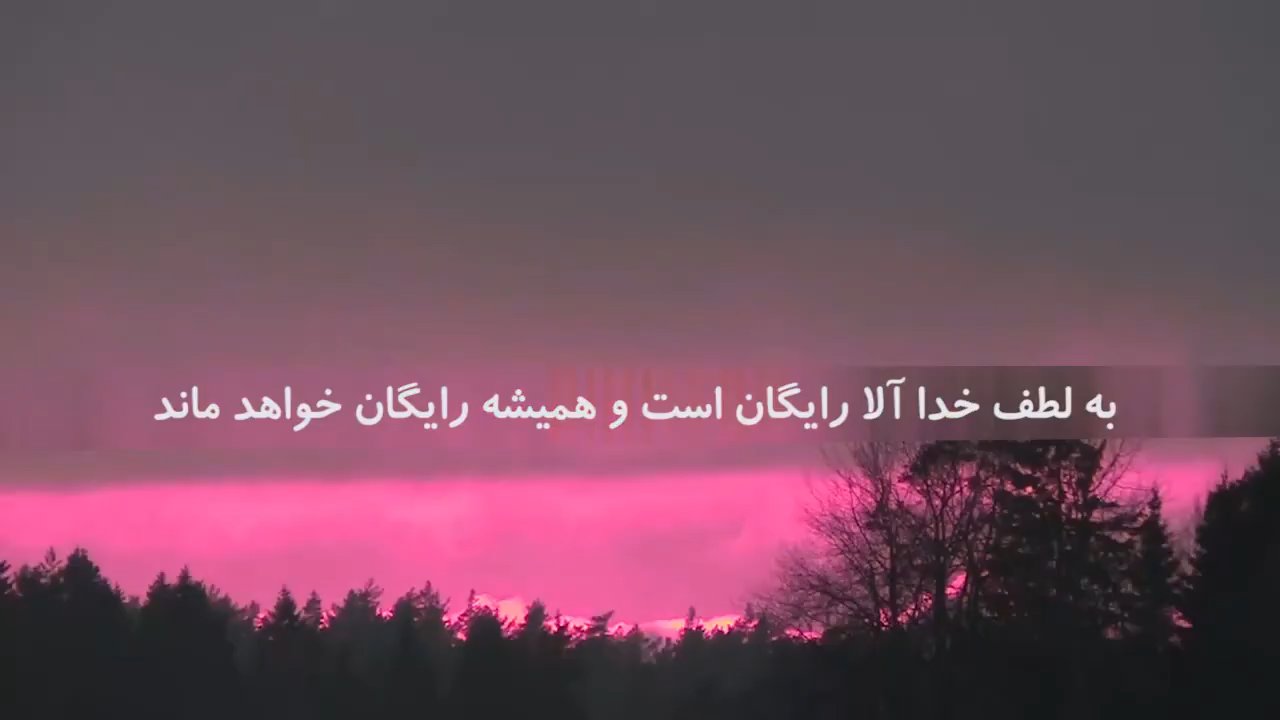 به لطف خدا آلا رایگان است و همیشه رایگان خواهد ماند